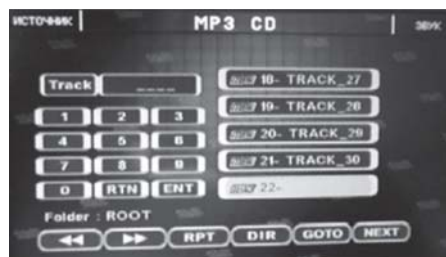 ИСТОЧНИК MP3 CD ЗВУК
Track ____
18- TRACK_27
1 2 3
19- TRACK_28
4 5 6
20- TRACK_29
7 8 9
21- TRACK_30
0 RTN ENT
22-
Folder : ROOT
RPT DIR GOTO NEXT